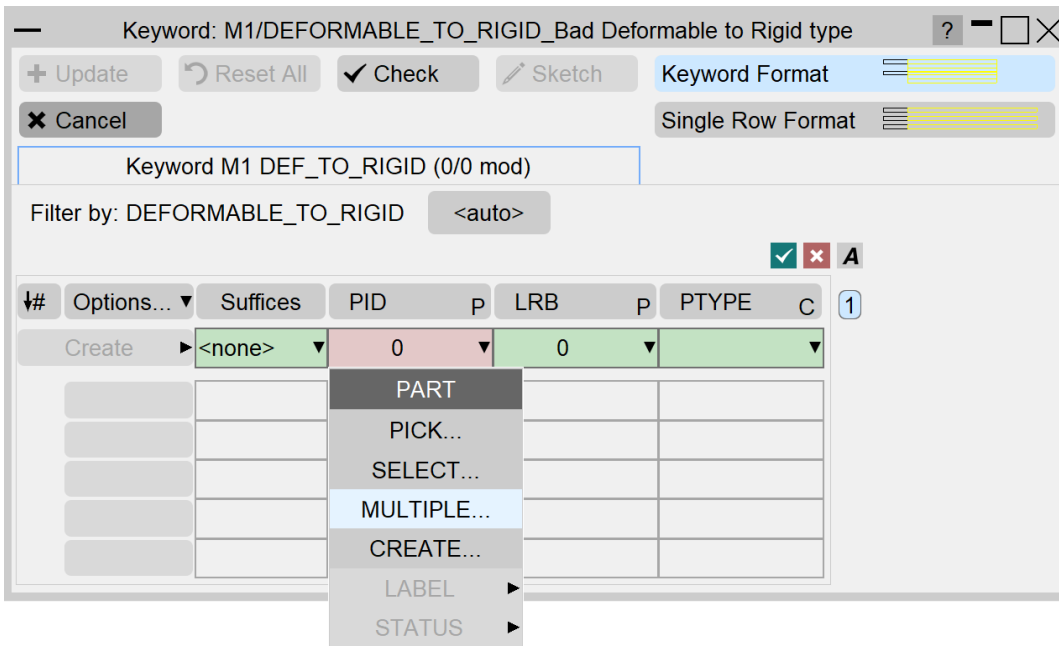 Keyword: M1/DEFORMABLE_TO_RIGID_Bad Deformable to Rigid type ?
Update Reset All Check Sketch Keyword Format
Cancel Single Row Format
Keyword M1 DEF_TO_RIGID (0/0 mod)
Filter by: DEFORMABLE_TO_RIGID <auto>
A
# Options... Suffices PID P LRB P PTYPE C 1
Create <none> 0 0
PART
PICK...
SELECT...
MULTIPLE...
CREATE...
LABEL
STATUS